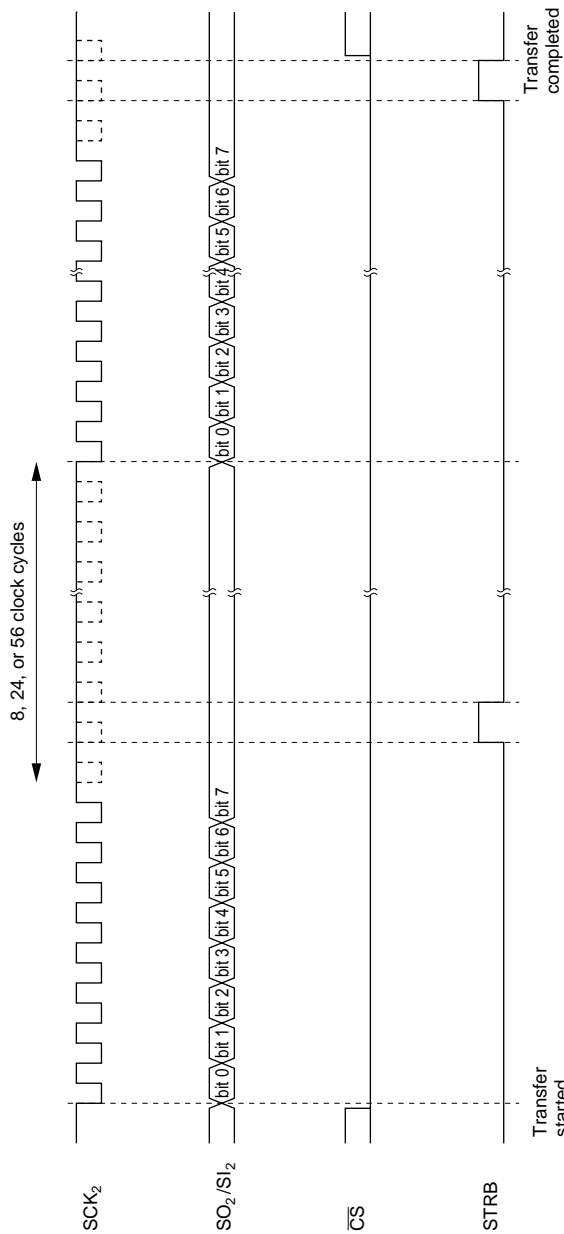 8, 24, or 56 clock cycles
SCK2
SO2/SI2
bit 0 bit 1 bit 2 bit 3 bit 4 bit 5 bit 6 bit 7
bit 0 bit 1 bit 2 bit 3 bit 4 bit 5 bit 6 bit 7
CS
STRB
Transfer
started
Transfer
completed